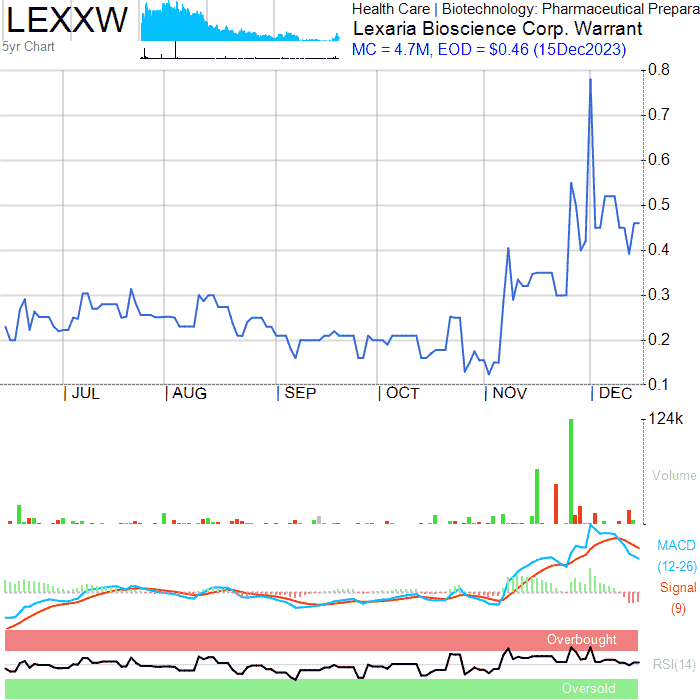 LEXXW
5yr Chart
Health Care | Biotechnology: Pharmaceutical Prepara
Lexaria Bioscience Corp. Warrant
MC = 4.7M, EOD = $0.46 (15Dec2023)
0.8
0.7
0.6
0.5
0.4
0.3
0.2
0.1
| JUL | AUG | SEP | OCT | NOV | DEC
124k
Volume
MACD
(12-26)
Signal
(9)
Overbought
RSI(14)
Oversold